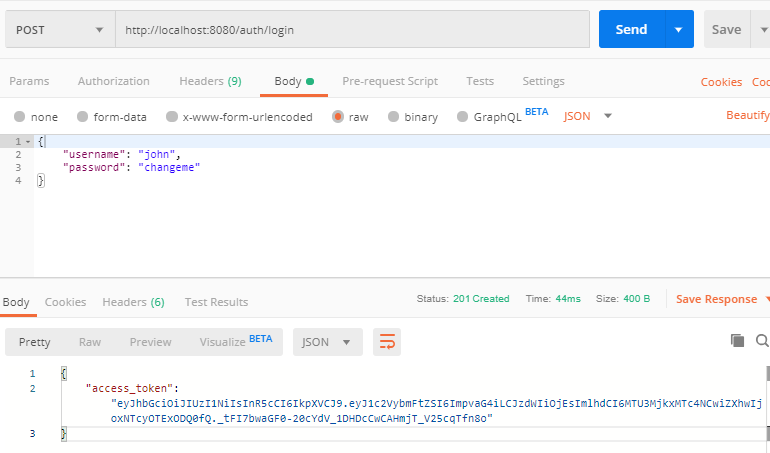 POST http://localhost:8080/auth/login Send Save
Params Authorization Headers (9) Body Pre-request Script Tests Settings Cookies Coo
none form-data x-www-form-urlencoded raw binary GraphQL BETA JSON Beautify
1 {
2 "username": "john",
3 "password": "changeme"
4 }
Body Cookies Headers (6) Test Results Status: 201 Created Time: 44ms Size: 400 B Save Response
Pretty Raw Preview Visualize BETA JSON
1 {
2 "access_token":
"eyJhbGciOiJIUzI1NiIsInR5cCI6IkpXVCJ9.eyJ1c2VybmFtZSI6ImpvaG4iLCJzdWIiOjEsImlhdCI6MTU3MjkxMTc4NCwiZXhwIj
oxNTcyOTExODQ0fQ._tFI7bwaGF0-20cYdV_1DHDcCwCAHmjT_V25cqTfn8o"
3 }